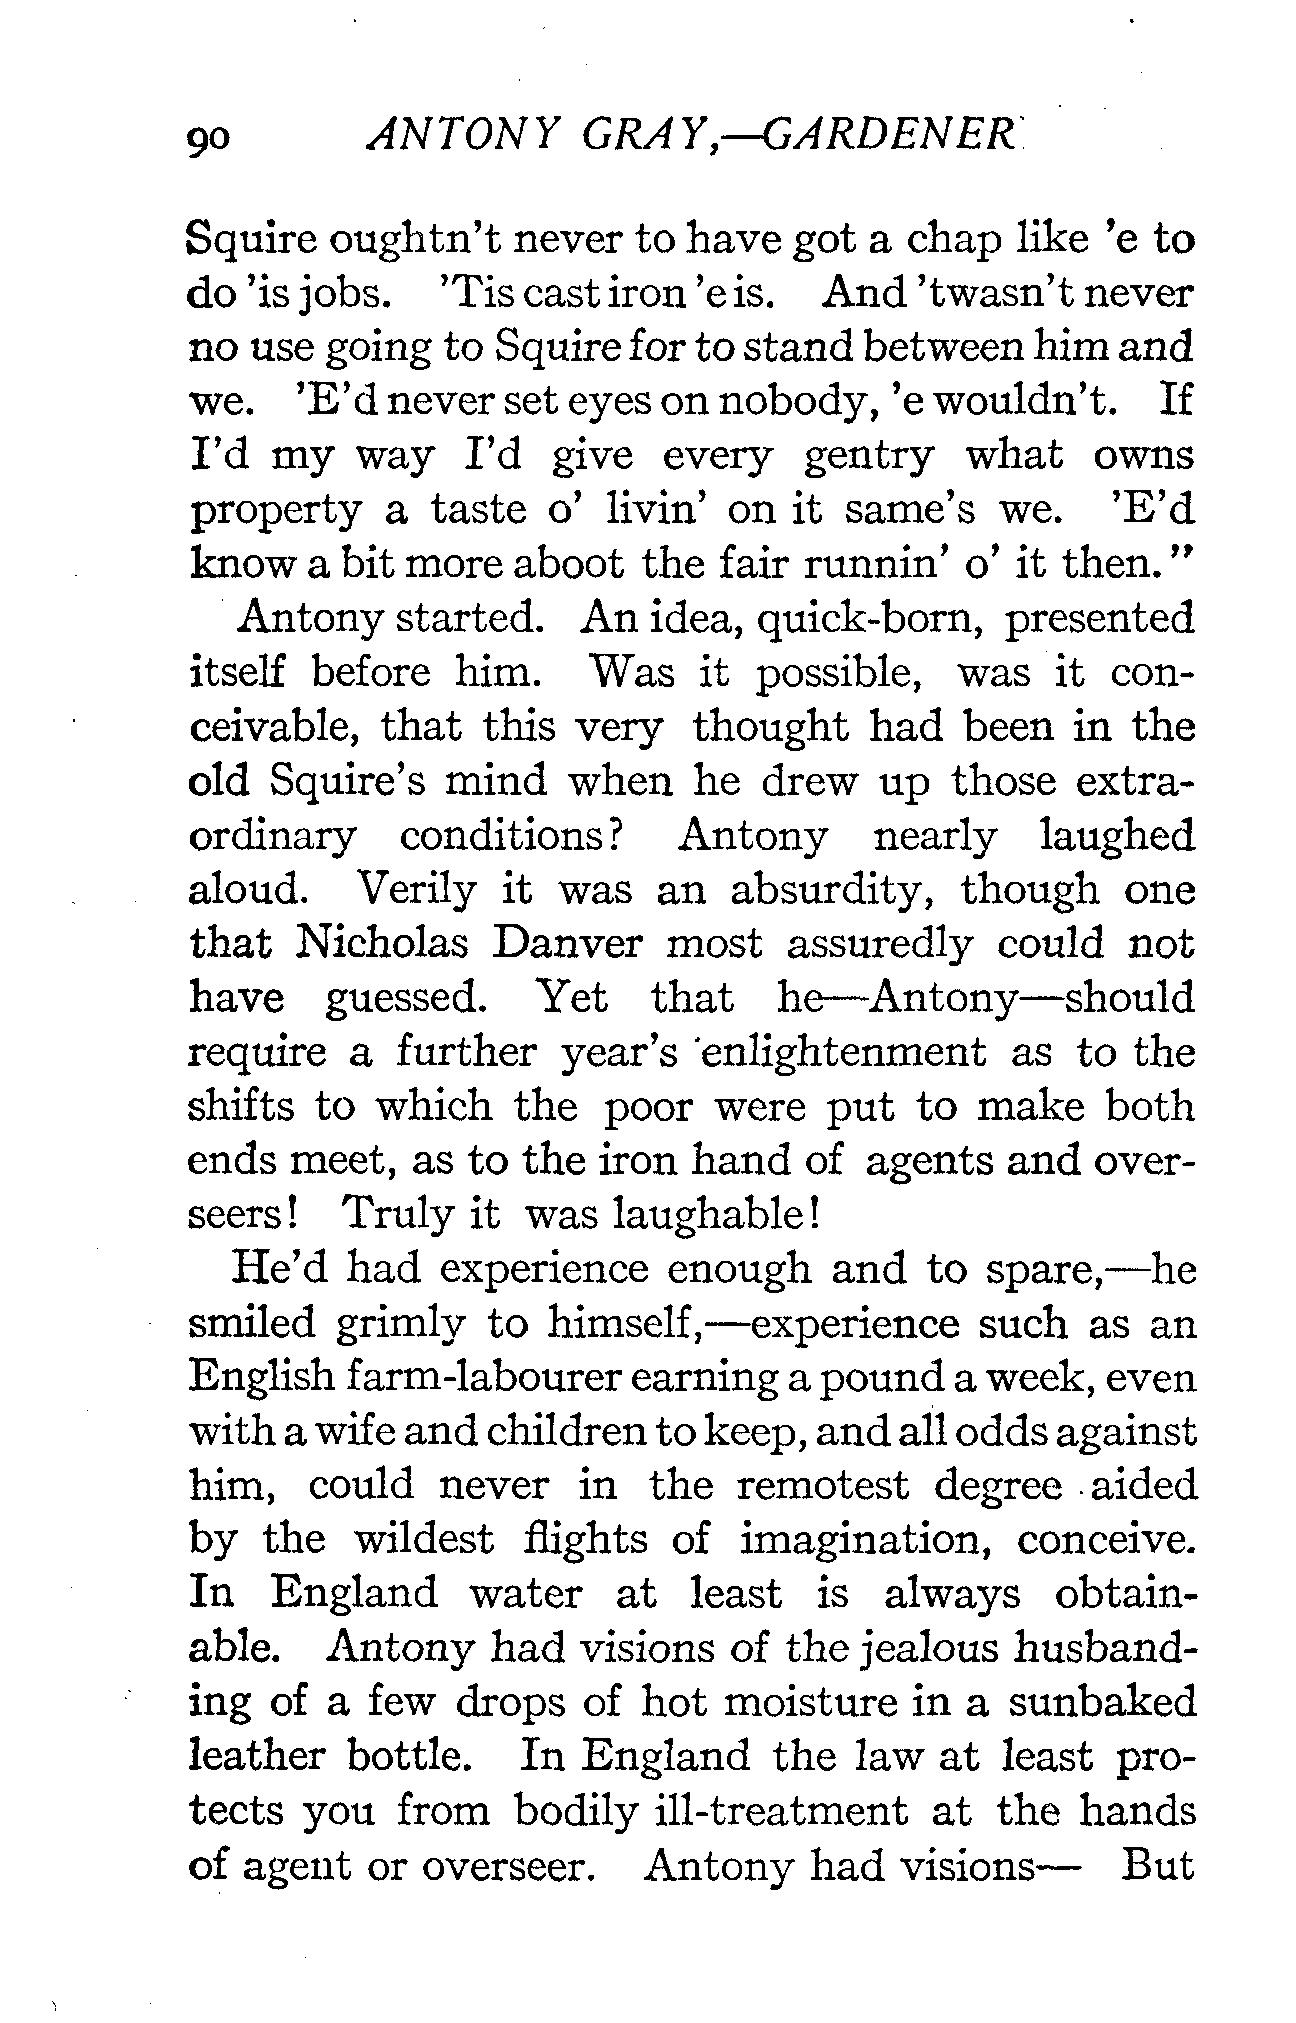 90 ANTONY GRAY,—GARDENER
Squire oughtn't never to have got a chap like 'e to
do 'is jobs. 'Tis cast iron 'e is. And 'twasn't never
no use going to Squire for to stand between him and
we. 'E'd never set eyes on nobody, 'e wouldn't. If
I'd my way I'd give every gentry what owns
property a taste o' livin' on it same's we. 'E'd
know a bit more aboot the fair runnin' o' it then."
Antony started. An idea, quick-born, presented
itself before him. Was it possible, was it con-
ceivable, that this very thought had been in the
old Squire's mind when he drew up those extra-
ordinary conditions? Antony nearly laughed
aloud. Verily it was an absurdity, though one
that Nicholas Danver most assuredly could not
have guessed. Yet that he—Antony—should
require a further year's enlightenment as to the
shifts to which the poor were put to make both
ends meet, as to the iron hand of agents and over-
seers! Truly it was laughable!
He'd had experience enough and to spare,—he
smiled grimly to himself,—experience such as an
English farm-labourer earning a pound a week, even
with a wife and children to keep, and all odds against
him, could never in the remotest degree aided
by the wildest flights of imagination, conceive.
In England water at least is always obtain-
able. Antony had visions of the jealous husband-
ing of a few drops of hot moisture in a sunbaked
leather bottle. In England the law at least pro-
tects you from bodily ill-treatment at the hands
of agent or overseer. Antony had visions— But